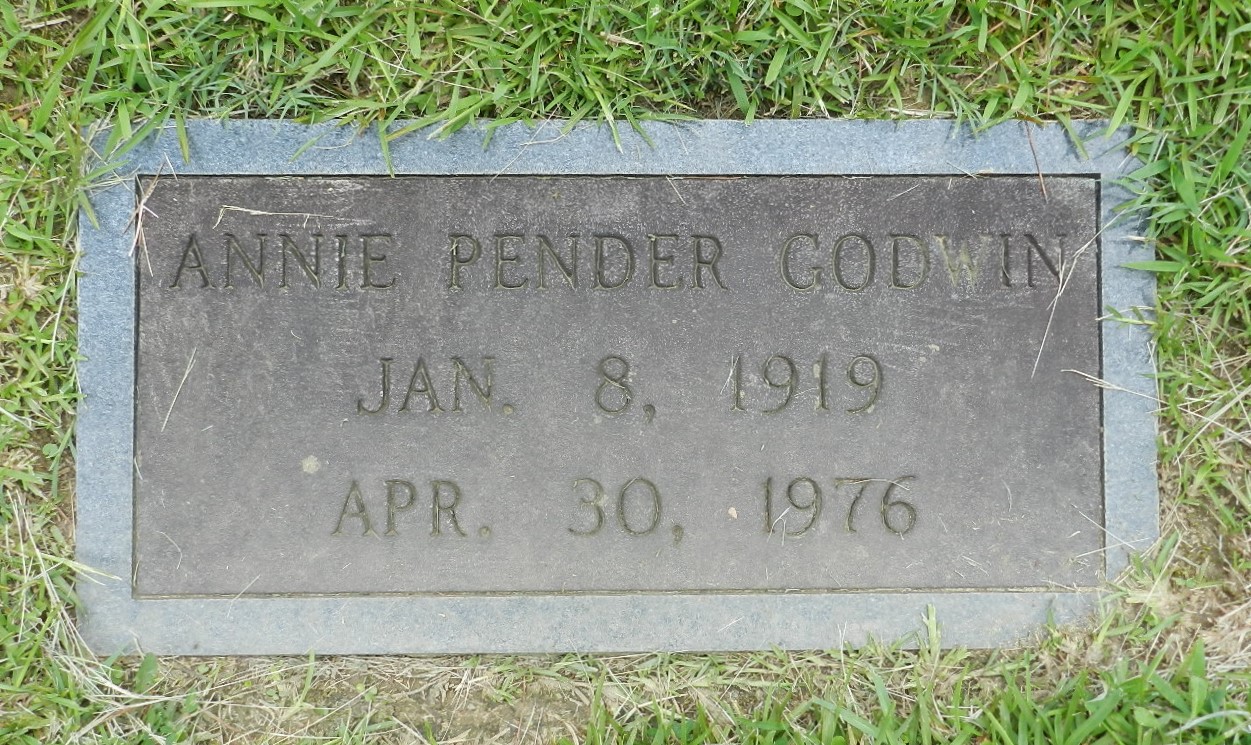 ANNIE PENDER GODWIN
JAN. 8, 1919
APR. 30, 1976